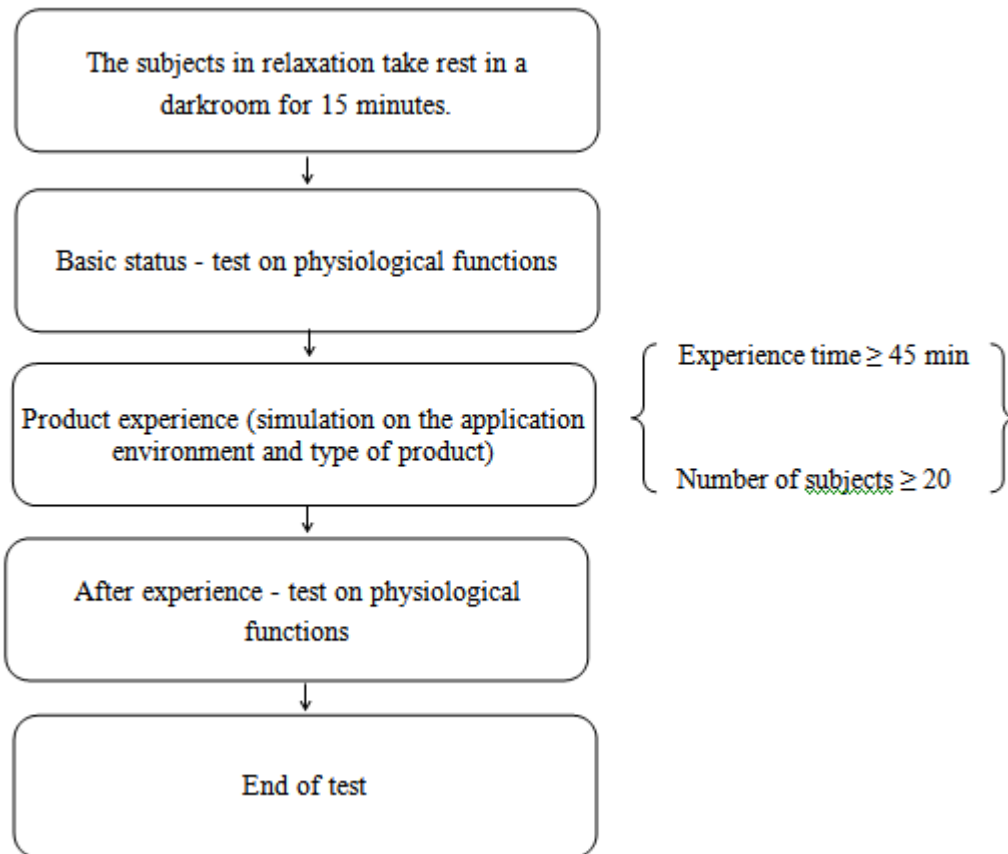 The subjects in relaxation take rest in a
darkroom for 15 minutes.
Basic status - test on physiological functions
Product experience (simulation on the application
environment and type of product)
Experience time ≥ 45 min
Number of subjects ≥ 20
After experience - test on physiological
functions
End of test